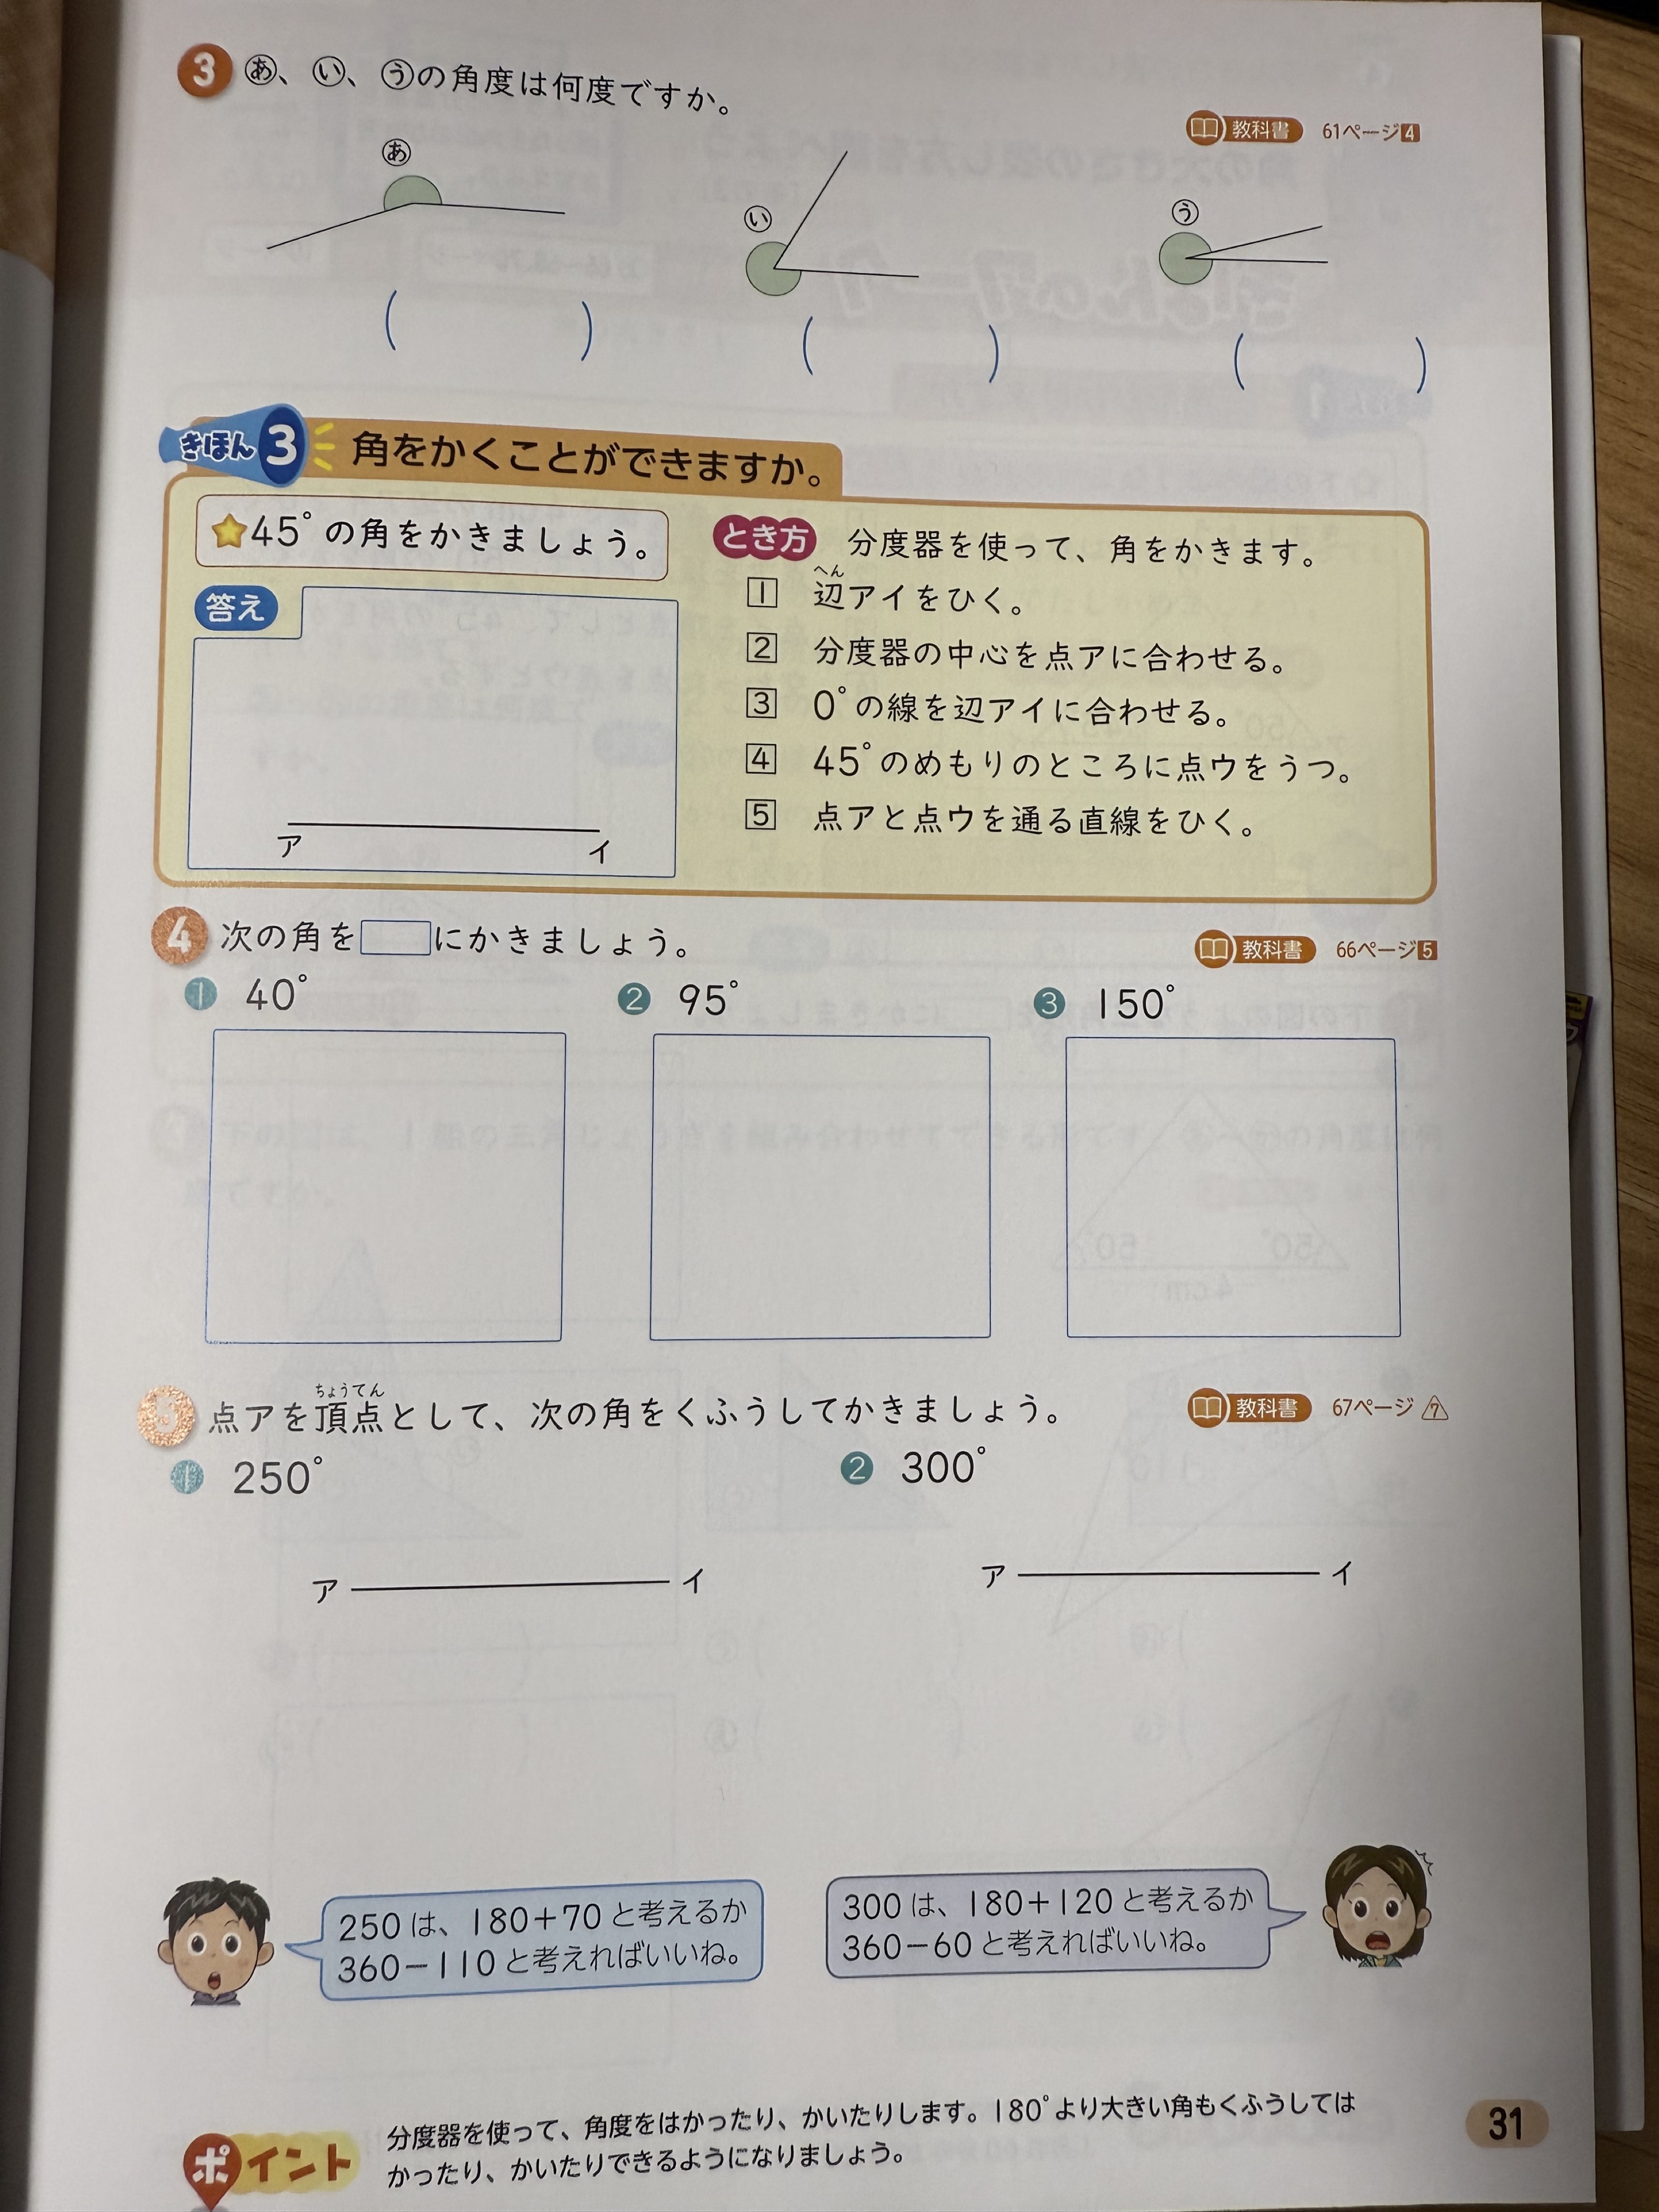 3 あ、い、うの角度は何度ですか。
教科書 61ページ4
あ
い
う
( )
( )
( )
きほん3 角をかくことができますか。
45°の角をかきましょう。
答え
ア
イ
とき方 分度器を使って、角をかきます。
へん
1 辺アイをひく。
2 分度器の中心を点アに合わせる。
3 0°の線を辺アイに合わせる。
4 45°のめもりのところに点ウをうつ。
5 点アと点ウを通る直線をひく。
4 次の角を□にかきましょう。
教科書 66ページ5
1 40°
2 95°
3 150°
ちょうてん
5 点アを頂点として、次の角をくふうしてかきましょう。
教科書 67ページ 7
1 250°
2 300°
ア イ
ア イ
250は、180+70と考えるか
360-110と考えればいいね。
300は、180+120と考えるか
360-60と考えればいいね。
ポイント
分度器を使って、角度をはかったり、かいたりします。180°より大きい角もくふうしては
かったり、かいたりできるようになりましょう。
31